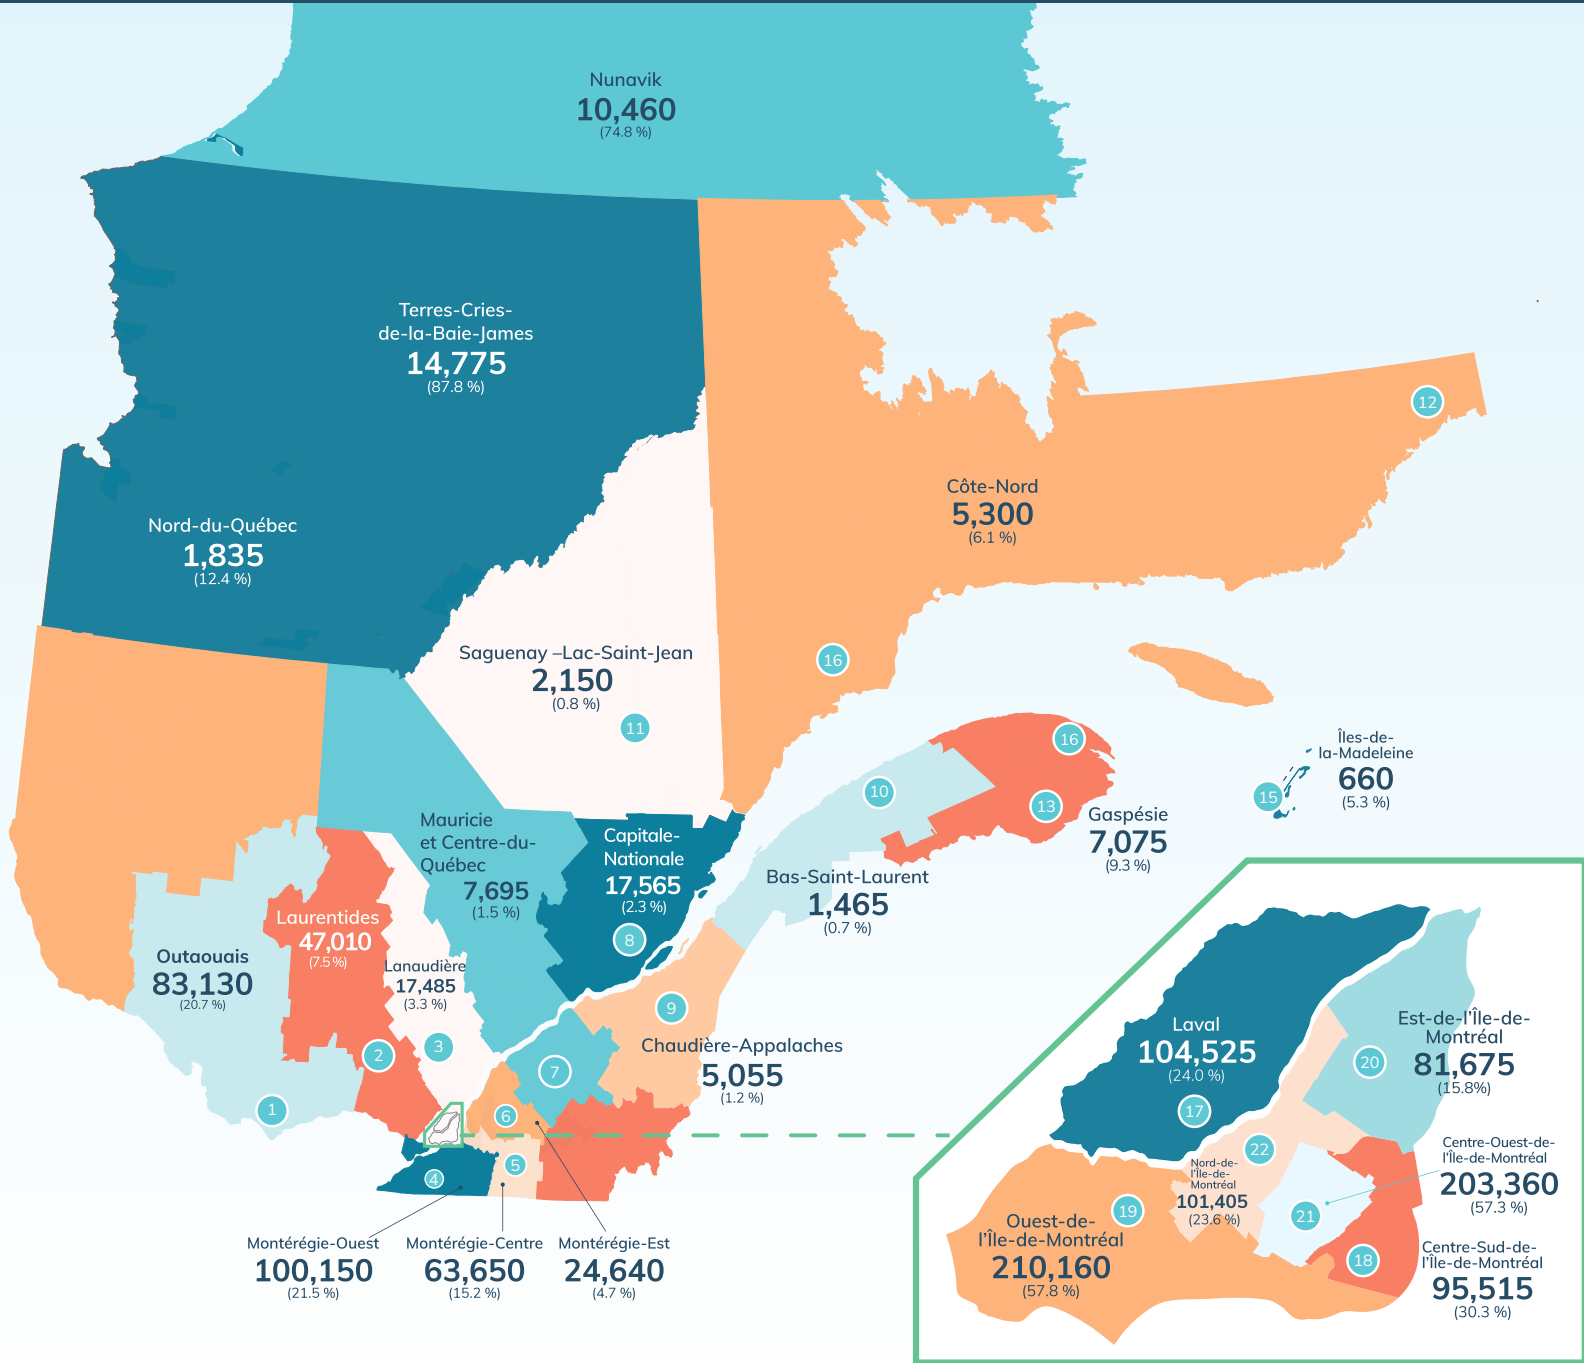 Nunavik
10,460
(74.8 %)
Terres-Cries-
de-la-Baie-James
14,775
(87.8 %)
12
Côte-Nord
5,300
(6.1 %)
Nord-du-Québec
1,835
(12.4 %)
Saguenay –Lac-Saint-Jean
2,150
(0.8 %)
11
16
16
Îles-de-
la-Madeleine
660
(5.3 %)
15
10
13
Gaspésie
7,075
(9.3 %)
Mauricie
et Centre-du-
Québec
7,695
(1.5 %)
Capitale-
Nationale
17,565
(2.3 %)
8
Bas-Saint-Laurent
1,465
(0.7 %)
Laurentides
47,010
(7.5 %)
Outaouais
83,130
(20.7 %)
Lanaudière
17,485
(3.3 %)
9
Chaudière-Appalaches
5,055
(1.2 %)
2
3
7
1
6
5
4
Montérégie-Ouest
100,150
(21.5 %)
Montérégie-Centre
63,650
(15.2 %)
Montérégie-Est
24,640
(4.7 %)
Laval
104,525
(24.0 %)
17
Est-de-l'Île-de-
Montréal
81,675
(15.8%)
20
22
Centre-Ouest-de-
l'Île-de-Montréal
203,360
(57.3 %)
Nord-de-
l'Île-de-
Montréal
101,405
(23.6 %)
19
21
Ouest-de-
l'Île-de-Montréal
210,160
(57.8 %)
18
Centre-Sud-de-
l'Île-de-Montréal
95,515
(30.3 %)